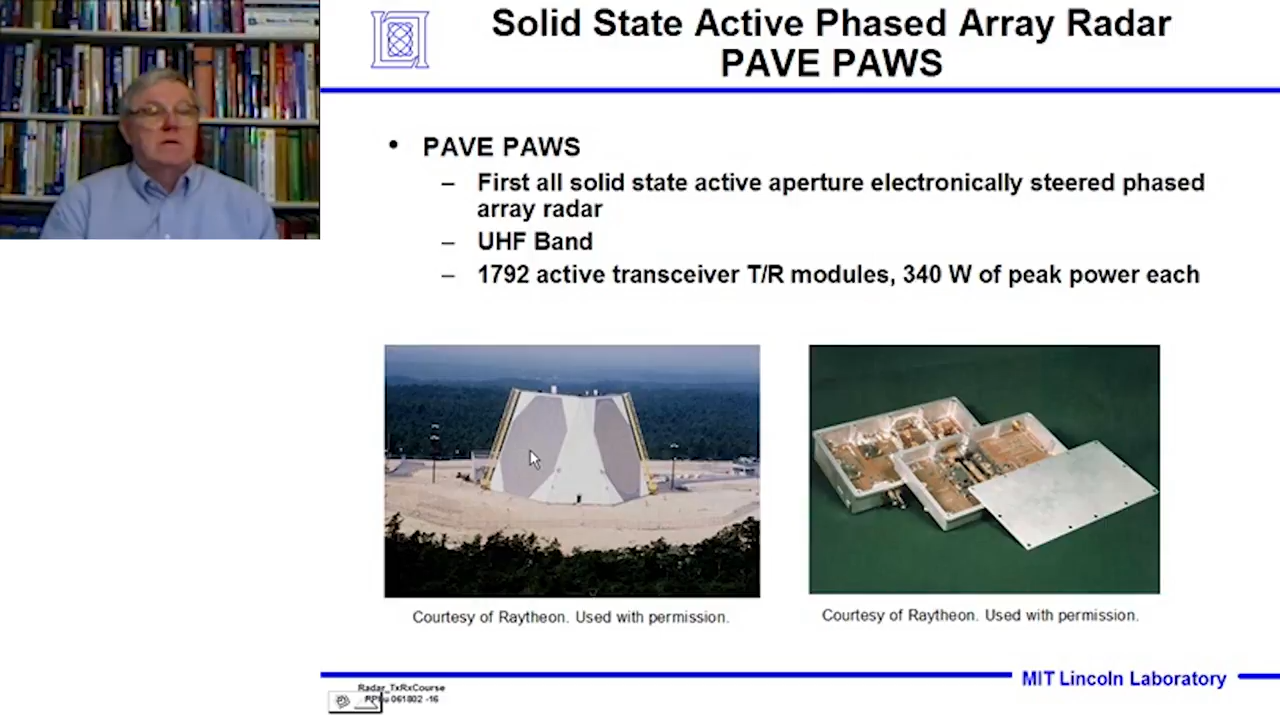 Solid State Active Phased Array Radar
PAVE PAWS
• PAVE PAWS
– First all solid state active aperture electronically steered phased
array radar
– UHF Band
– 1792 active transceiver T/R modules, 340 W of peak power each
Courtesy of Raytheon. Used with permission.
Courtesy of Raytheon. Used with permission.
MIT Lincoln Laboratory
Radar_TxRxCourse
061802 -16